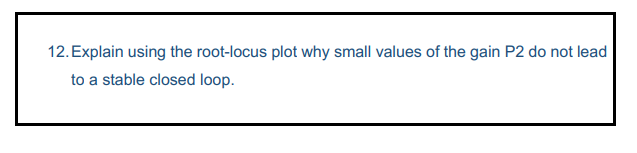 12. Explain using the root-locus plot why small values of the gain P2 do not lead
to a stable closed loop.